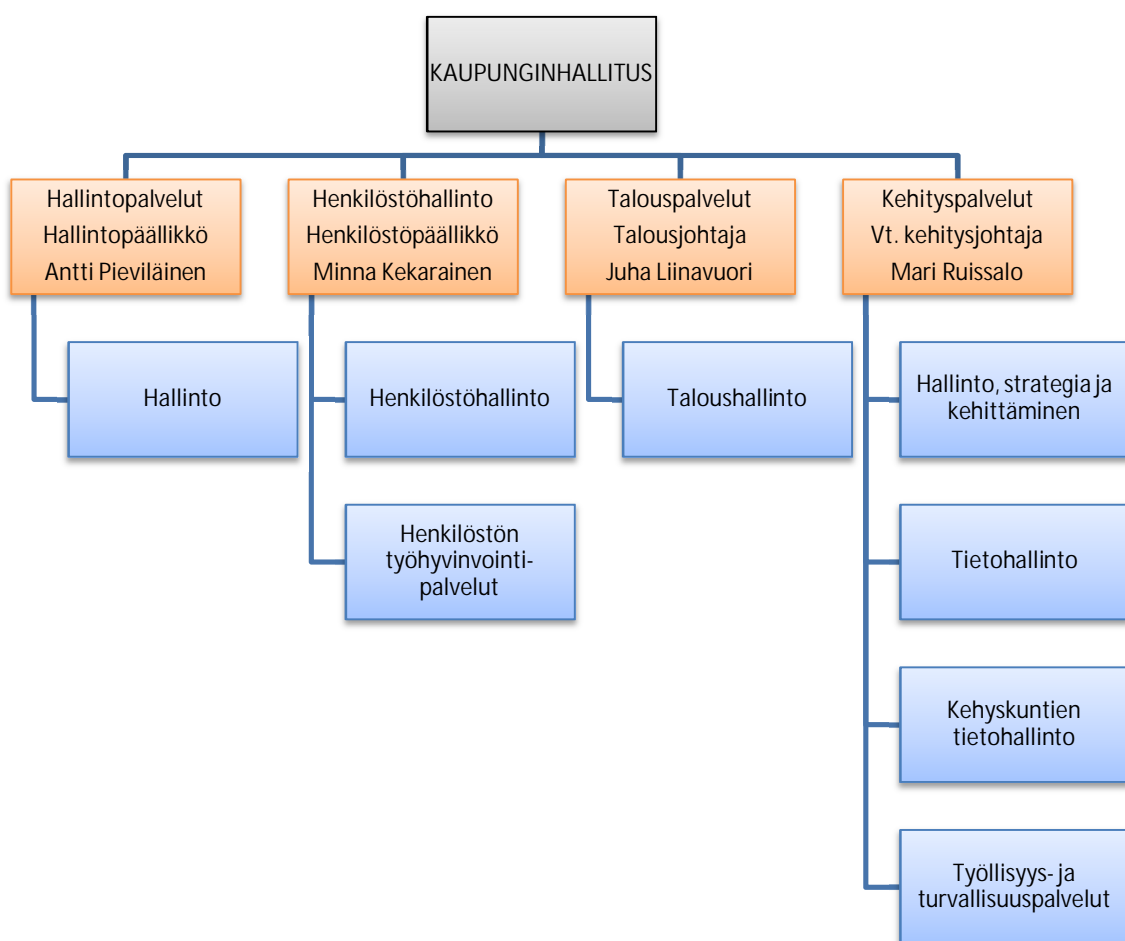 KAUPUNGINHALLITUS
Hallintopalvelut
Hallintopäällikkö
Antti Pieviläinen
Henkilöstöhallinto
Henkilöstöpäällikkö
Minna Kekarainen
Talouspalvelut
Talousjohtaja
Juha Liinavuori
Kehityspalvelut
Vt. kehitysjohtaja
Mari Ruissalo
Hallinto
Henkilöstöhallinto
Henkilöstön
työhyvinvointi-
palvelut
Taloushallinto
Hallinto, strategia ja
kehittäminen
Tietohallinto
Kehyskuntien
tietohallinto
Työllisyys- ja
turvallisuuspalvelut